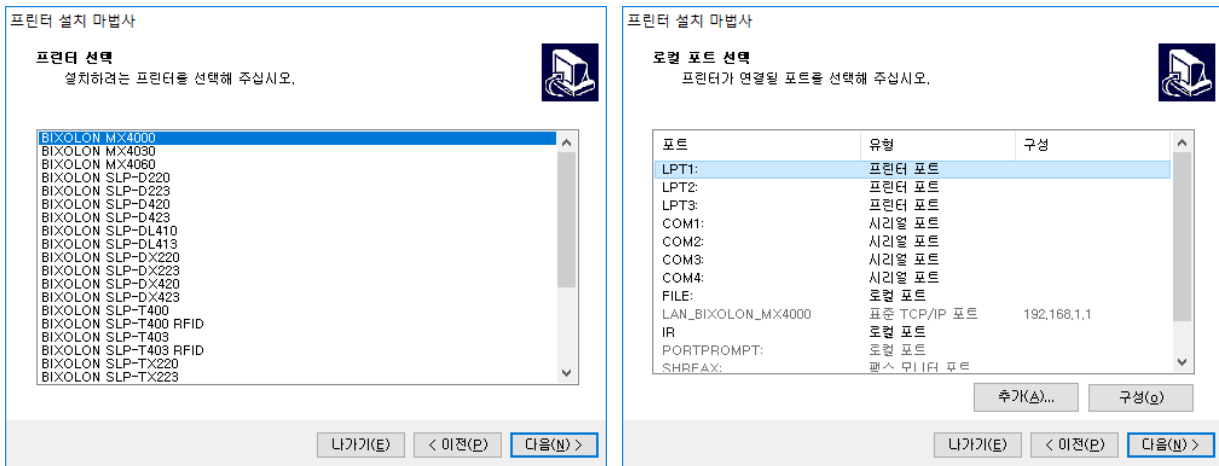 프린터 설치 마법사
프린터 선택
설치하려는 프린터를 선택해 주십시오.
BIXOLON MX4000
BIXOLON MX4030
BIXOLON MX4060
BIXOLON SLP-D220
BIXOLON SLP-D223
BIXOLON SLP-D420
BIXOLON SLP-D423
BIXOLON SLP-DL410
BIXOLON SLP-DL413
BIXOLON SLP-DX220
BIXOLON SLP-DX223
BIXOLON SLP-DX420
BIXOLON SLP-DX423
BIXOLON SLP-T400
BIXOLON SLP-T400 RFID
BIXOLON SLP-T403
BIXOLON SLP-T403 RFID
BIXOLON SLP-TX220
BIXOLON SLP-TX223
나가기(E) < 이전(P) 다음(N) >
프린터 설치 마법사
로컬 포트 선택
프린터가 연결될 포트를 선택해 주십시오.
포트 유형 구성
LPT1: 프린터 포트
LPT2: 프린터 포트
LPT3: 프린터 포트
COM1: 시리얼 포트
COM2: 시리얼 포트
COM3: 시리얼 포트
COM4: 시리얼 포트
FILE: 로컬 포트
LAN_BIXOLON_MX4000 표준 TCP/IP 포트 192.168.1.1
IR 로컬 포트
PORTPROMPT: 로컬 포트
SHRFAX: 팩스 모니터 포트
추가(A)... 구성(o)
나가기(E) < 이전(P) 다음(N) >